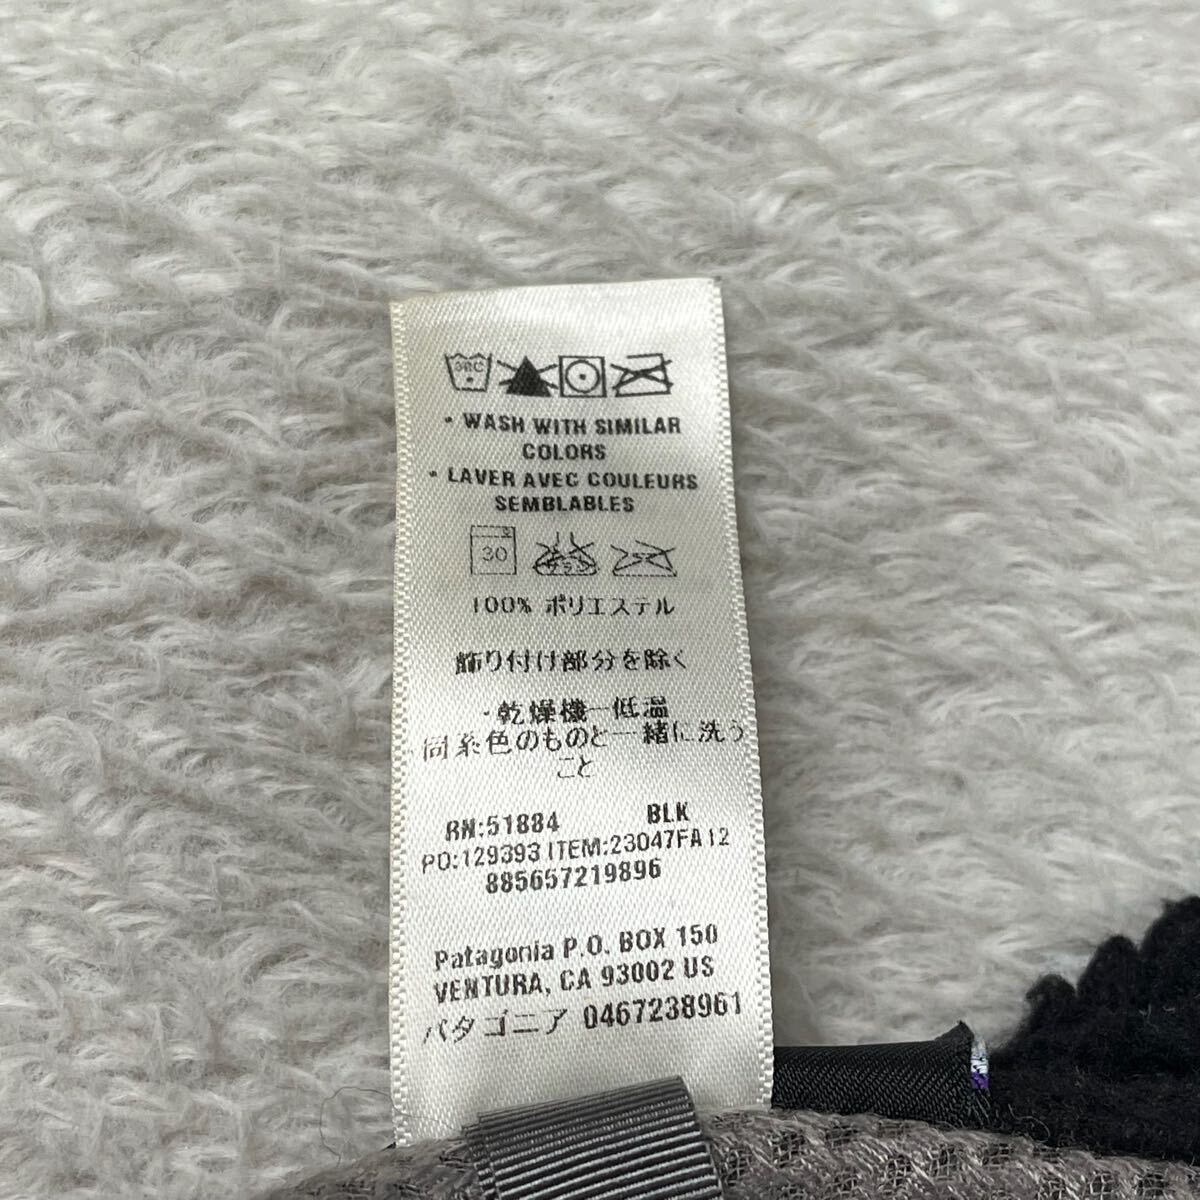 30C
• WASH WITH SIMILAR
COLORS
• LAVER AVEC COULEURS
SEMBLABLES
30
100% ポリエステル
飾り付け部分を除く
・乾燥機一低温
同系色のものと一緒に洗う
こと
RN:51884 BLK
PO:129393 ITEM:23047FA12
885657219896
Patagonia P.O. BOX 150
VENTURA, CA 93002 US
パタゴニア 0467238961